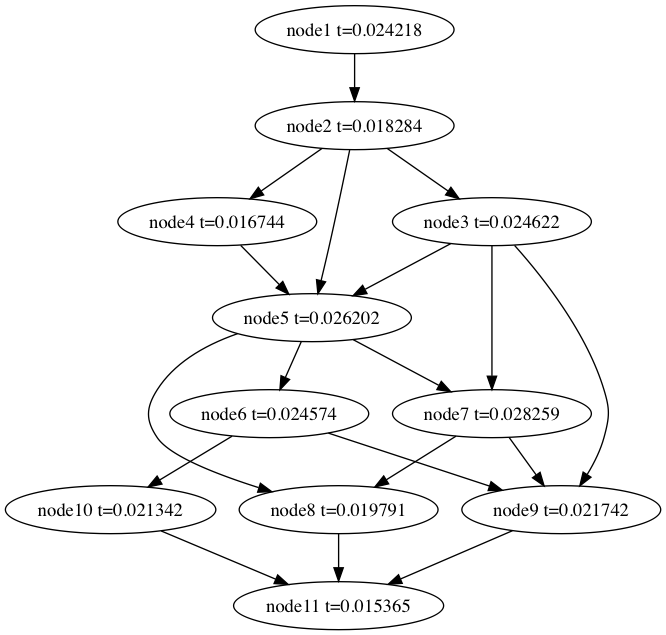 node1 t=0.024218
node2 t=0.018284
node4 t=0.016744
node3 t=0.024622
node5 t=0.026202
node6 t=0.024574
node7 t=0.028259
node10 t=0.021342
node8 t=0.019791
node9 t=0.021742
node11 t=0.015365